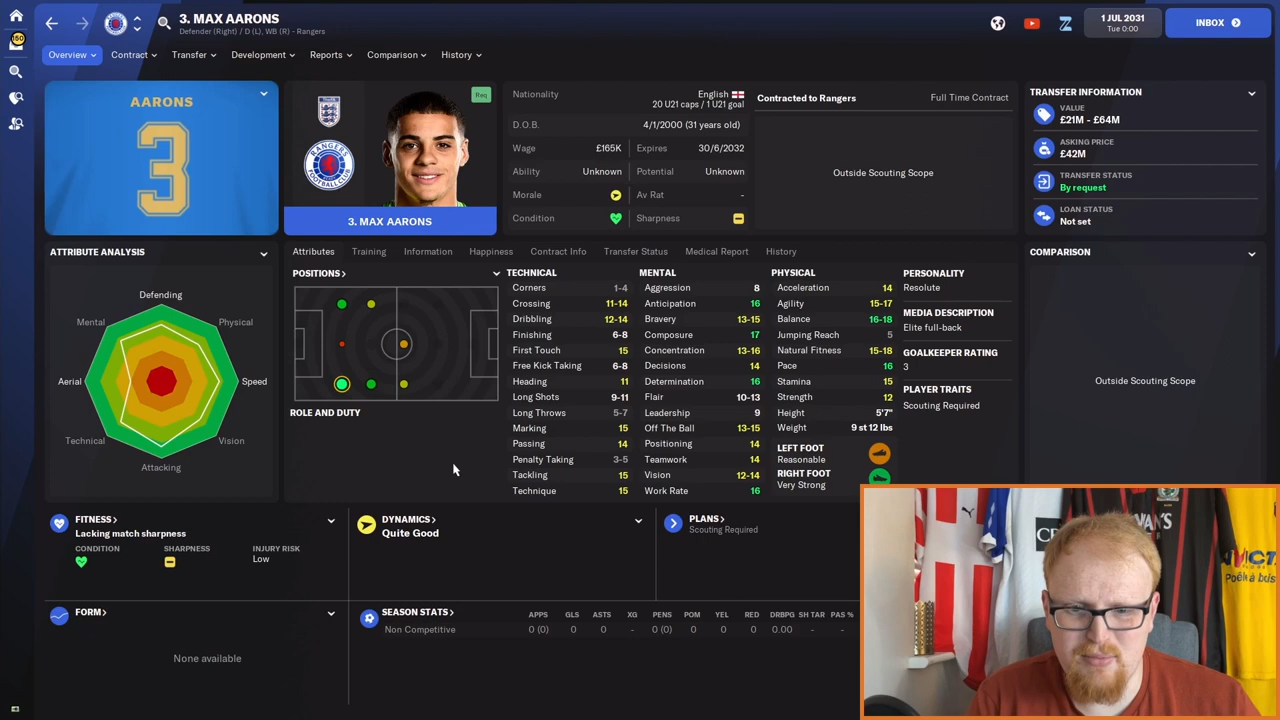 3. MAX AARONS
Defender (Right) / D (L), WB (R) - Rangers
1 JUL 2031
Tue 0:00
INBOX
150
Overview
Contract
Transfer
Development
Reports
Comparison
History
AARONS
3
Req
RANGERS
FOOTBALL CLUB
3. MAX AARONS
Nationality English
20 U21 caps / 1 U21 goal
D.O.B. 4/1/2000 (31 years old)
Wage £165K Expires 30/6/2032
Ability Unknown Potential Unknown
Morale Av Rat -
Condition Sharpness
Contracted to Rangers Full Time Contract
Outside Scouting Scope
TRANSFER INFORMATION
VALUE
£21M - £64M
ASKING PRICE
£42M
TRANSFER STATUS
By request
LOAN STATUS
Not set
ATTRIBUTE ANALYSIS
Defending
Mental
Physical
Aerial
Speed
Technical
Vision
Attacking
Attributes
Training
Information
Happiness
Contract Info
Transfer Status
Medical Report
History
POSITIONS>
ROLE AND DUTY
TECHNICAL
Corners 1-4
Crossing 11-14
Dribbling 12-14
Finishing 6-8
First Touch 15
Free Kick Taking 6-8
Heading 11
Long Shots 9-11
Long Throws 5-7
Marking 15
Passing 14
Penalty Taking 3-5
Tackling 15
Technique 15
MENTAL
Aggression 8
Anticipation 16
Bravery 13-15
Composure 17
Concentration 13-16
Decisions 14
Determination 16
Flair 10-13
Leadership 9
Off The Ball 13-15
Positioning 14
Teamwork 14
Vision 12-14
Work Rate 16
PHYSICAL
Acceleration 14
Agility 15-17
Balance 16-18
Jumping Reach 5
Natural Fitness 15-18
Pace 16
Stamina 15
Strength 12
Height 5'7"
Weight 9 st 12 lbs
LEFT FOOT
Reasonable
RIGHT FOOT
Very Strong
PERSONALITY
Resolute
MEDIA DESCRIPTION
Elite full-back
GOALKEEPER RATING
3
PLAYER TRAITS
Scouting Required
COMPARISON
Outside Scouting Scope
FITNESS>
Lacking match sharpness
CONDITION SHARPNESS INJURY RISK
Low
DYNAMICS>
Quite Good
PLANS>
Scouting Required
FORM>
None available
SEASON STATS>
APPS GLS ASTS XG PENS POM YEL RED DRBPG SH TAR PAS %
Non Competitive 0 (0) 0 0 - 0 (0) 0 0 0 0.00 - -